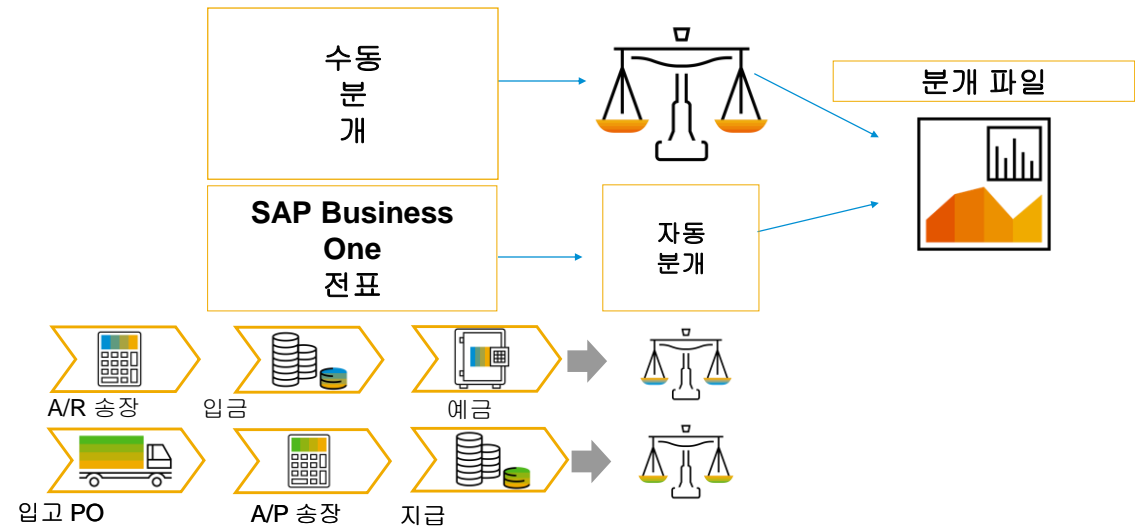 수동
분
개
분개 파일
SAP Business
One
전표
자동
분개
A/R 송장
입금
예금
입고 PO
A/P 송장
지급